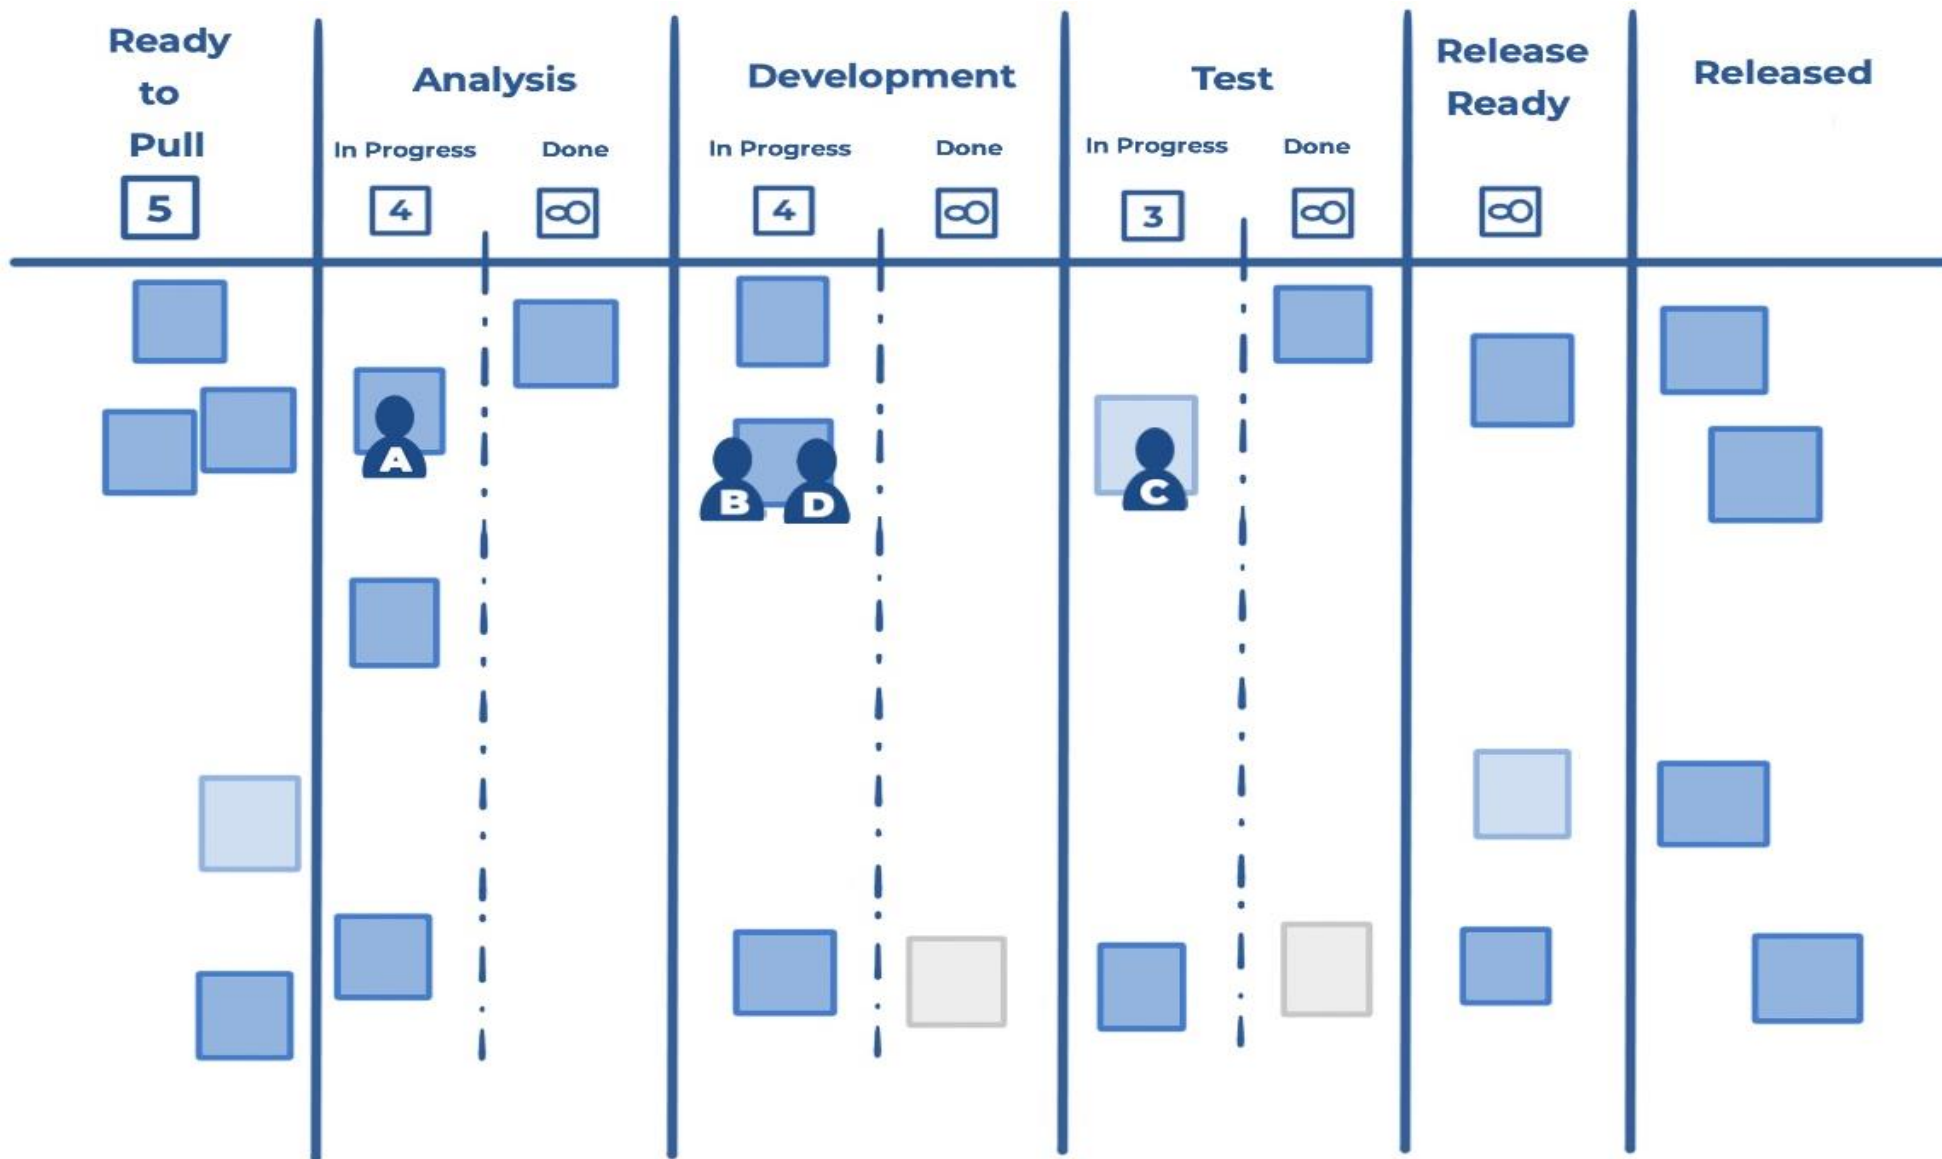 Ready
to
Pull
5
Analysis
In Progress
Done
4
∞
Development
In Progress
Done
4
∞
Test
In Progress
Done
3
∞
Release
Ready
∞
Released
A
B
D
C